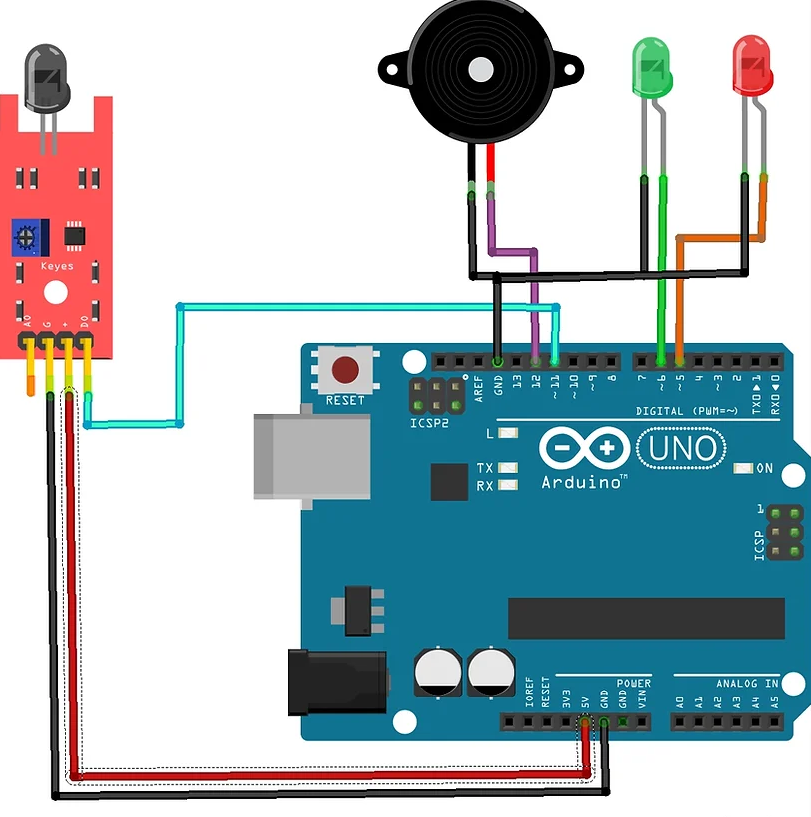 Keyes
A0
G
+
D0
RESET
ICSP2
AREF
GND
13
12
~11
~10
~9
8
7
~6
~5
4
~3
2
TX0▶1
RX0◀0
DIGITAL (PWM=~)
L
TX
RX
UNO
Arduino™
ON
1
ICSP
IOREF
RESET
3V3
5V
GND
GND
VIN
POWER
ANALOG IN
A0
A1
A2
A3
A4
A5